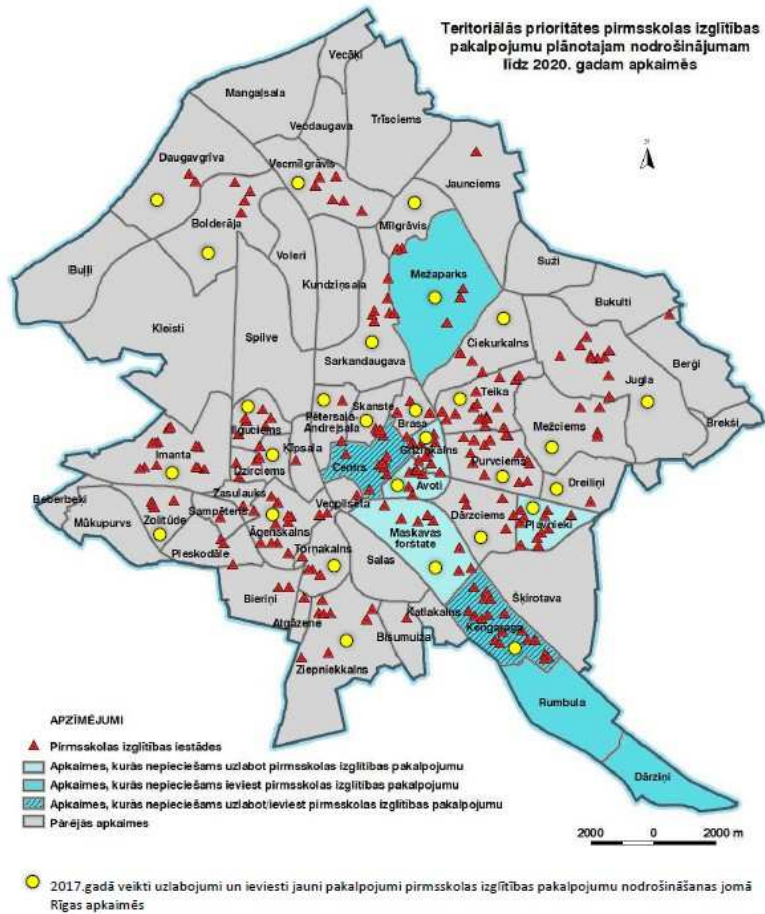 Teritoriālās prioritātes pirmsskolas izglītības
pakalpojumu plānotajam nodrošinājumam
līdz 2020. gadam apkaimēs
Vecāķi
Mangaļsala
Vecdaugava
Trīsciems
Daugavgrīva
Vecmīlgrāvis
Jaunciems
Bolderāja
Mīlgrāvis
Voleri
Suži
Buļļi
Kundziņsala
Mežaparks
Bukulti
Kleisti
Spilve
Čiekurkalns
Sarkandaugava
Berģi
Jugla
Teika
Skanste
Pētersala-
Andrejsala
Brasa
Brekši
Iļģuciems
Mežciems
Grīziņkalns
Imanta
Ķīpsala
Centrs
Purvciems
Dzirciems
Avoti
Dreiliņi
Beberbeķi
Zasulauks
Vecpilsēta
Zolitūde
Sampēteris
Mūkupurvs
Dārzciems
Pļavnieki
Āgenskalns
Maskavas
forštate
Pleskodāle
Torņakalns
Salas
Bieriņi
Šķirotava
Atgāzene
Katlakalns
Ķengarags
Bišumuiža
Ziepniekkalns
Rumbula
Dārziņi
APZĪMĒJUMI
Pirmsskolas izglītības iestādes
Apkaimes, kurās nepieciešams uzlabot pirmsskolas izglītības pakalpojumu
Apkaimes, kurās nepieciešams ieviest pirmsskolas izglītības pakalpojumu
Apkaimes, kurās nepieciešams uzlabot/ieviest pirmsskolas izglītības pakalpojumu
Pārējās apkaimes
2000 0 2000 m
2017.gadā veikti uzlabojumi un ieviesti jauni pakalpojumi pirmsskolas izglītības pakalpojumu nodrošināšanas jomā
Rīgas apkaimēs